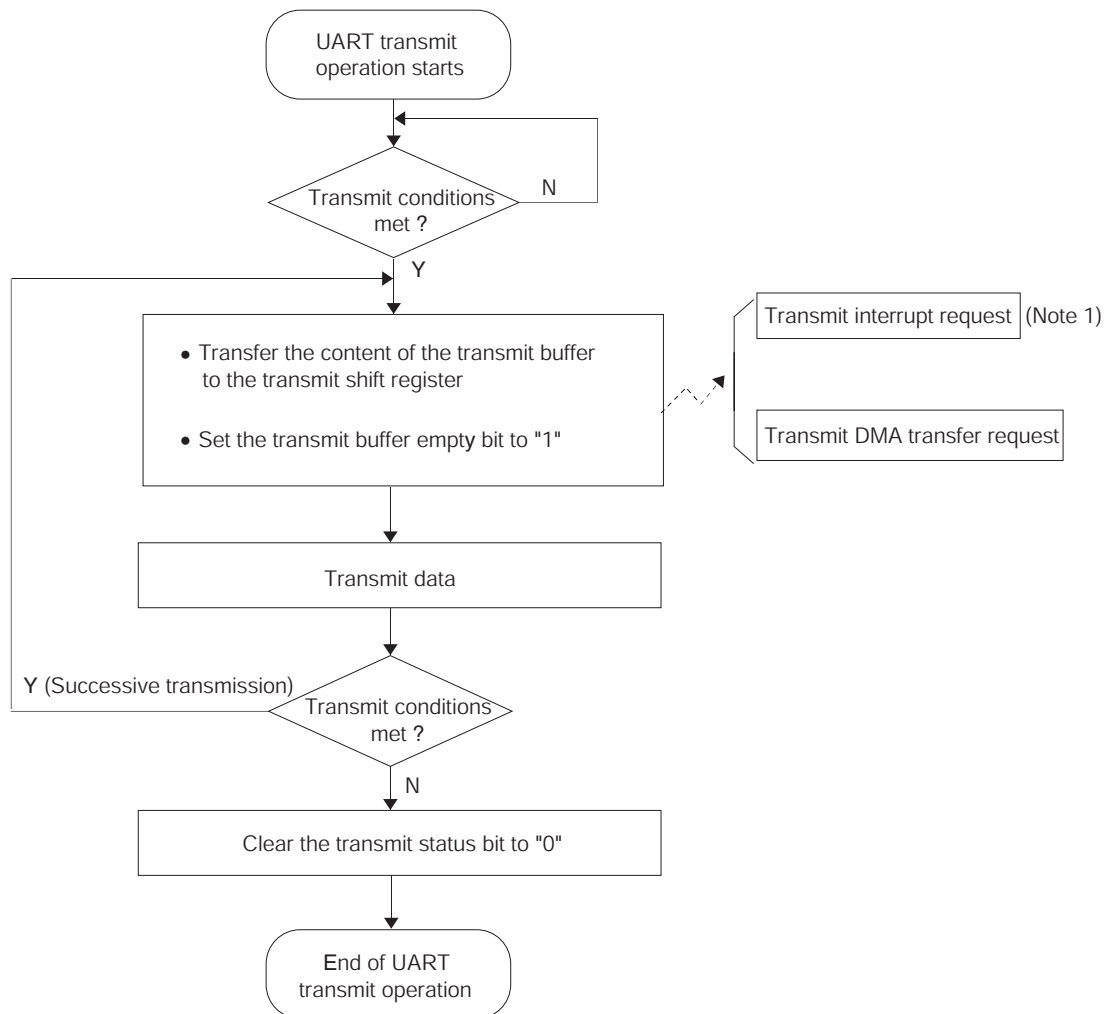 UART transmit
operation starts
Transmit conditions
met ?
N
Y
• Transfer the content of the transmit buffer
to the transmit shift register
• Set the transmit buffer empty bit to "1"
Transmit interrupt request (Note 1)
Transmit DMA transfer request
Transmit data
Y (Successive transmission)
Transmit conditions
met ?
N
Clear the transmit status bit to "0"
End of UART
transmit operation